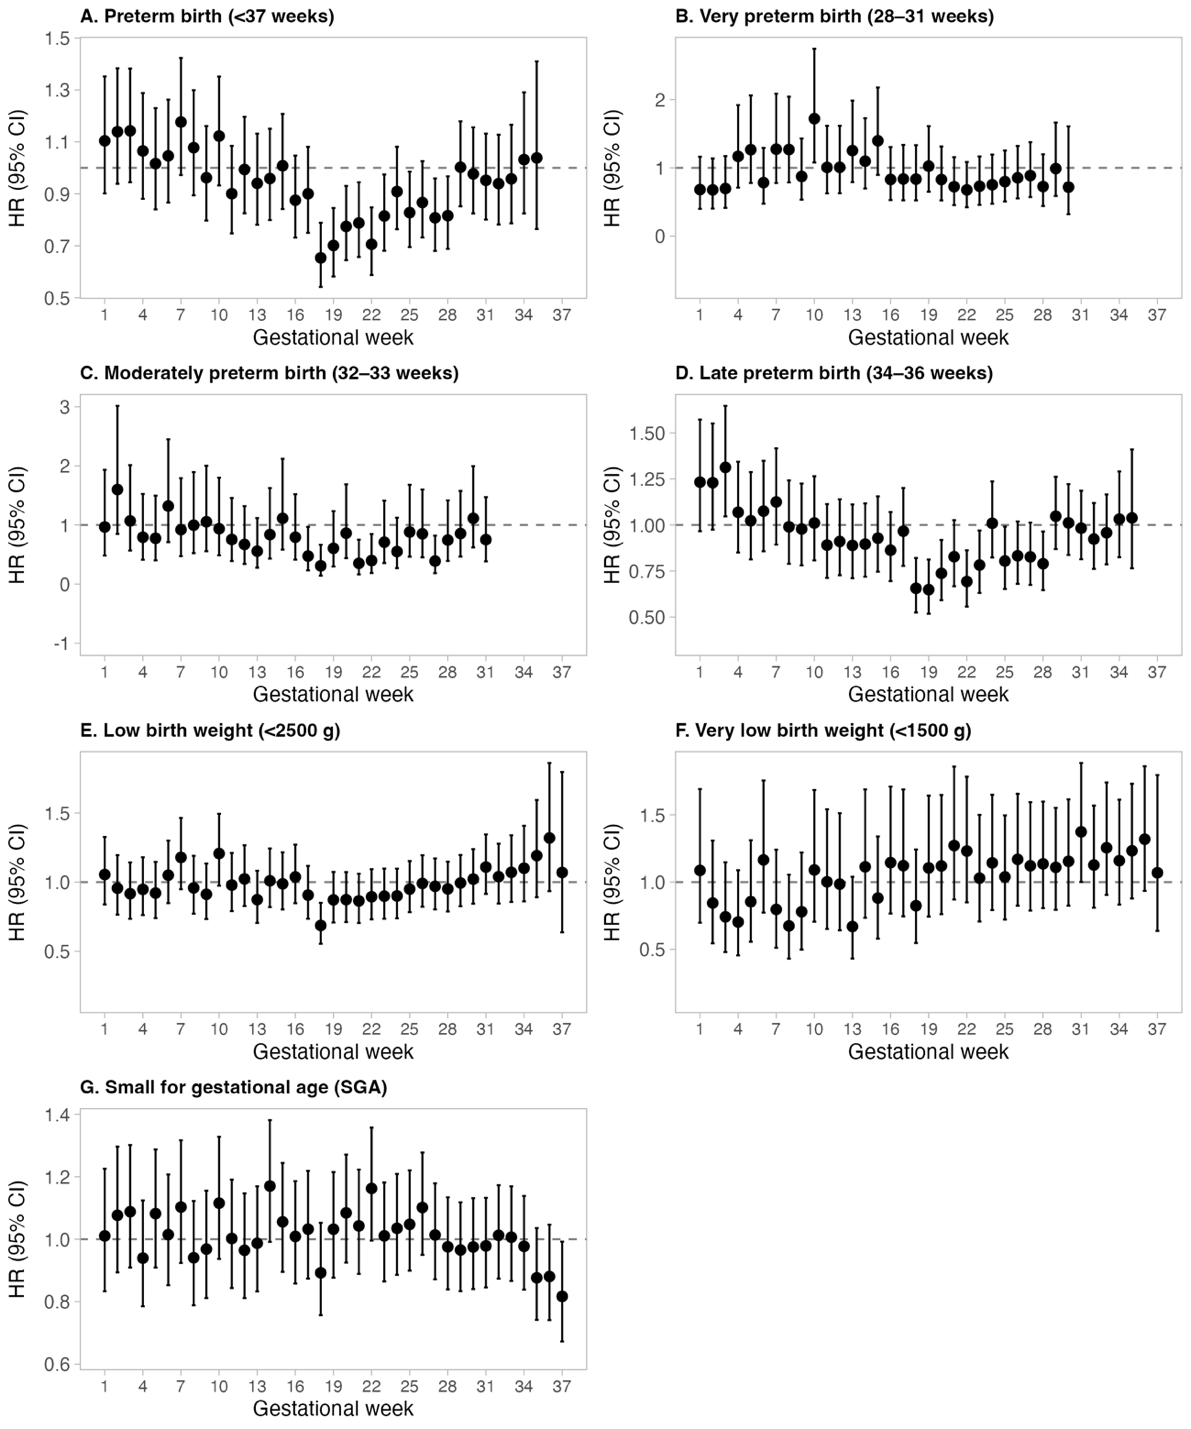 A. Preterm birth (<37 weeks)
HR (95% CI)
1.5
1.3
1.1
0.9
0.7
0.5
1 4 7 10 13 16 19 22 25 28 31 34 37
Gestational week
B. Very preterm birth (28–31 weeks)
HR (95% CI)
2
1
0
1 4 7 10 13 16 19 22 25 28 31 34 37
Gestational week
C. Moderately preterm birth (32–33 weeks)
HR (95% CI)
3
2
1
0
-1
1 4 7 10 13 16 19 22 25 28 31 34 37
Gestational week
D. Late preterm birth (34–36 weeks)
HR (95% CI)
1.50
1.25
1.00
0.75
0.50
1 4 7 10 13 16 19 22 25 28 31 34 37
Gestational week
E. Low birth weight (<2500 g)
HR (95% CI)
1.5
1.0
0.5
1 4 7 10 13 16 19 22 25 28 31 34 37
Gestational week
F. Very low birth weight (<1500 g)
HR (95% CI)
1.5
1.0
0.5
1 4 7 10 13 16 19 22 25 28 31 34 37
Gestational week
G. Small for gestational age (SGA)
HR (95% CI)
1.4
1.2
1.0
0.8
0.6
1 4 7 10 13 16 19 22 25 28 31 34 37
Gestational week